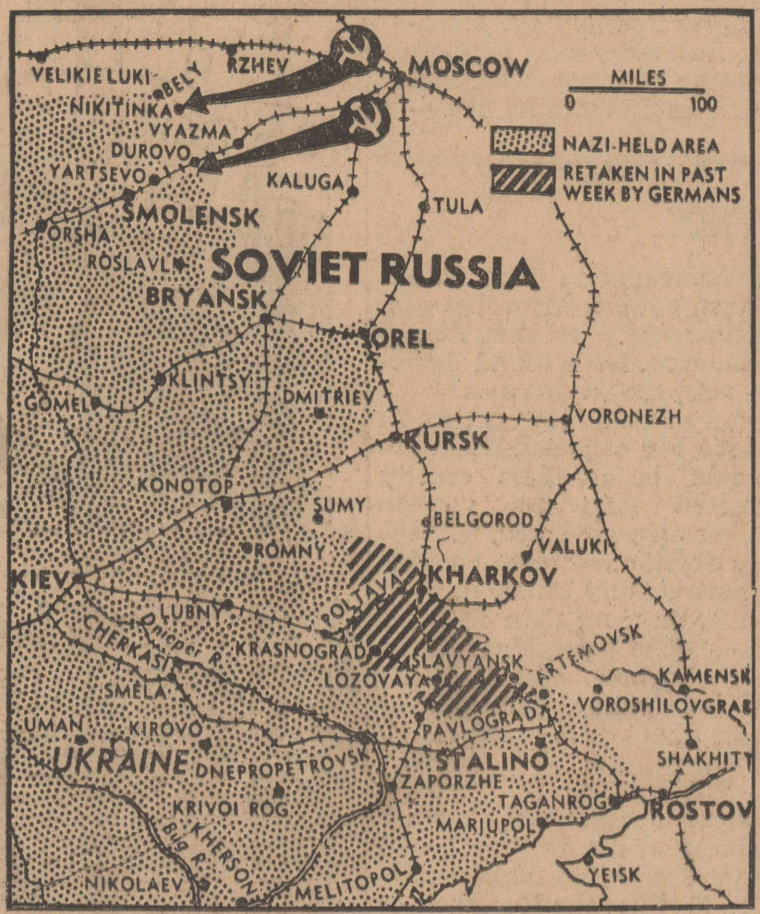 VELIKIE LUKI
RZHEV
MOSCOW
BELY
NIKITINKA
VYAZMA
DUROVO
YARTSEVO
SMOLENSK
ORSHA
KALUGA
TULA
MILES
0 100
NAZI-HELD AREA
RETAKEN IN PAST
WEEK BY GERMANS
ROSLAVL
SOVIET RUSSIA
BRYANSK
OREL
KLINTSY
GOMEL
DMITRIEV
KURSK
VORONEZH
KONOTOP
SUMY
BELGOROD
ROMNY
VALUKI
KIEV
KHARKOV
LUBNY
POLTAVA
Dnieper R.
CHERKASI
KRASNOGRAD
SLAVYANSK
ARTEMOVSK
LOZOVAYA
SMELA
KAMENSK
VOROSHILOVGRAD
PAVLOGRAD
UMAN
KIROVO
UKRAINE
DNEPROPETROVSK
STALINO
SHAKHITY
ZAPORZHE
KRIVOI ROG
TAGANROG
ROSTOV
MARJUPOL
Bug R.
KHERSON
YEISK
NIKOLAEV
MELITOPOL